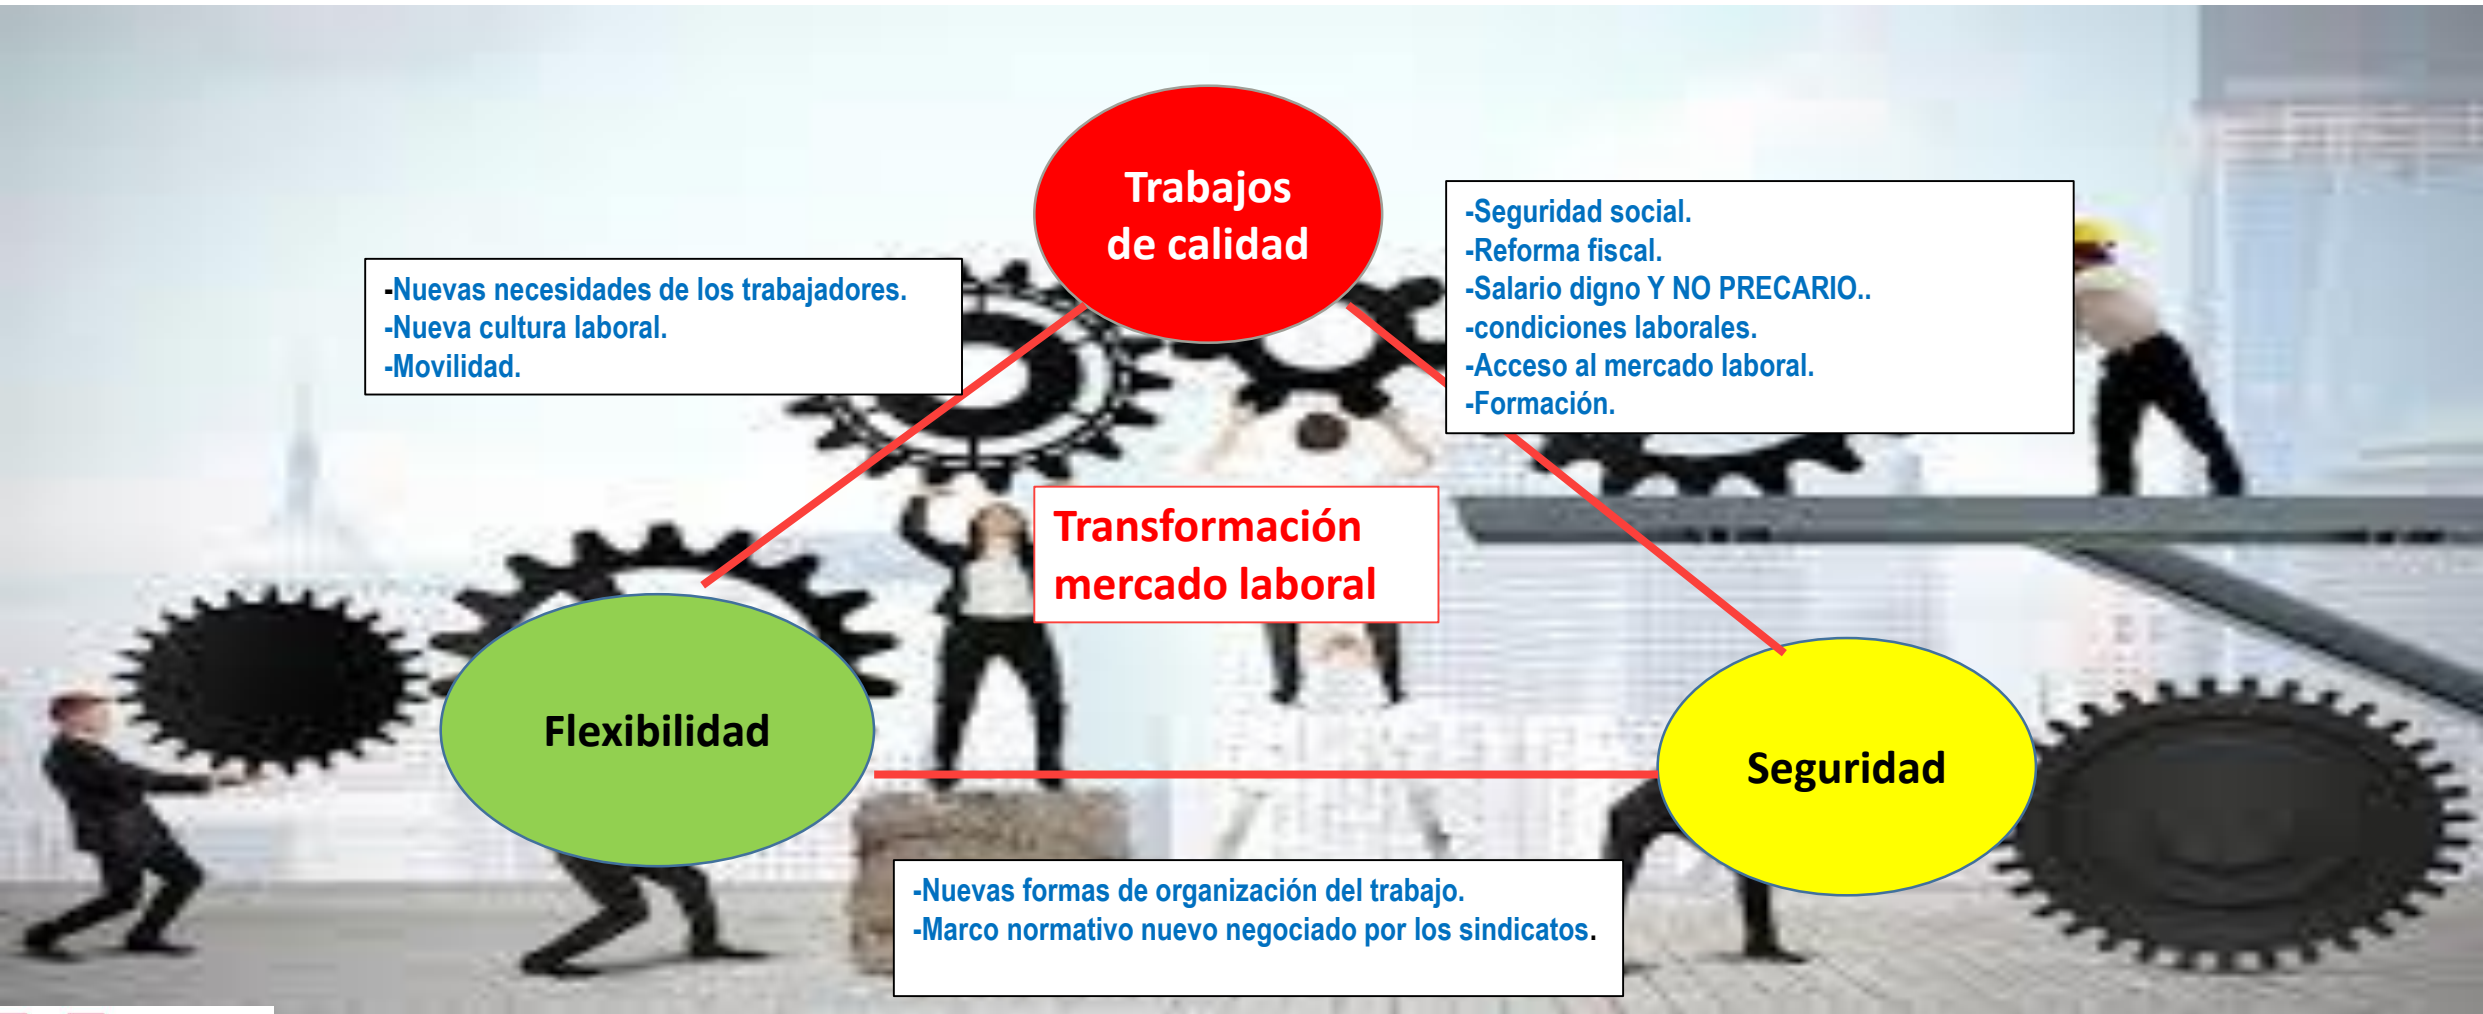 Trabajos
de calidad
-Nuevas necesidades de los trabajadores.
-Nueva cultura laboral.
-Movilidad.
-Seguridad social.
-Reforma fiscal.
-Salario digno Y NO PRECARIO..
-condiciones laborales.
-Acceso al mercado laboral.
-Formación.
Transformación
mercado laboral
Flexibilidad
Seguridad
-Nuevas formas de organización del trabajo.
-Marco normativo nuevo negociado por los sindicatos.